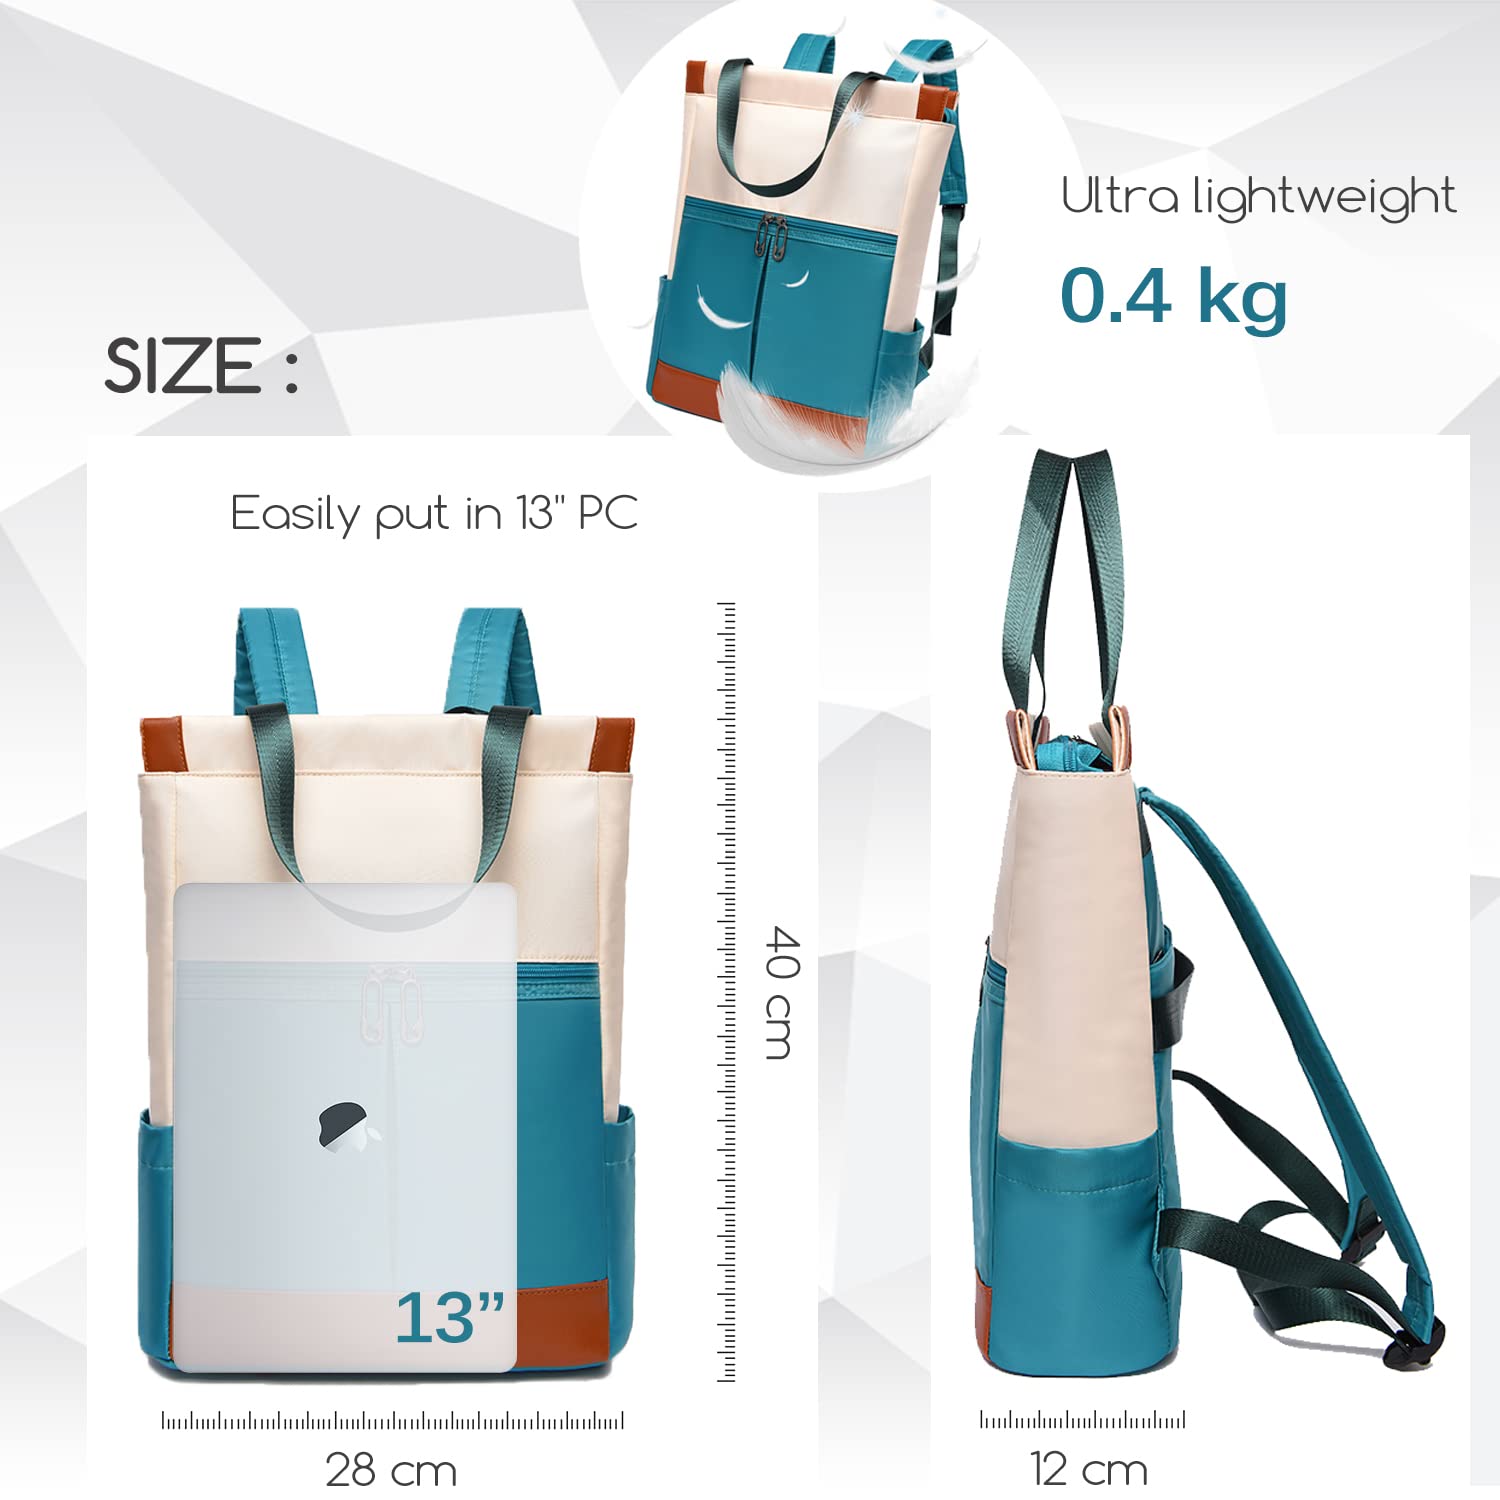 Ultra lightweight
0.4 kg
SIZE :
Easily put in 13" PC
40 cm
13”
28 cm
12 cm